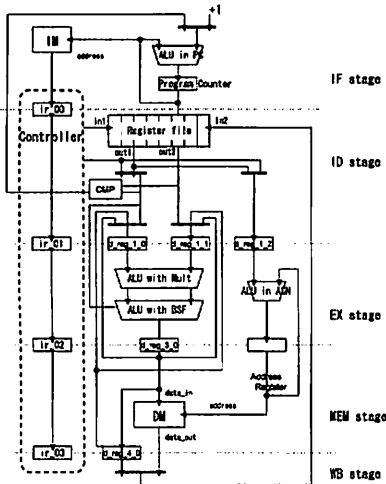 +1
IM
address
ALU in PC
Program Counter
IF stage
ir_00
Controller
in1
Register file
in2
out1
out2
ID stage
CMP
ir_01
d_reg_1_0
d_reg_1_1
d_reg_1_2
ALU with Mult
ALU in AGN
ALU with BSF
EX stage
ir_02
d_reg_3_0
Address
Register
data_in
address
MEM stage
DM
data_out
ir_03
d_reg_4_0
WB stage